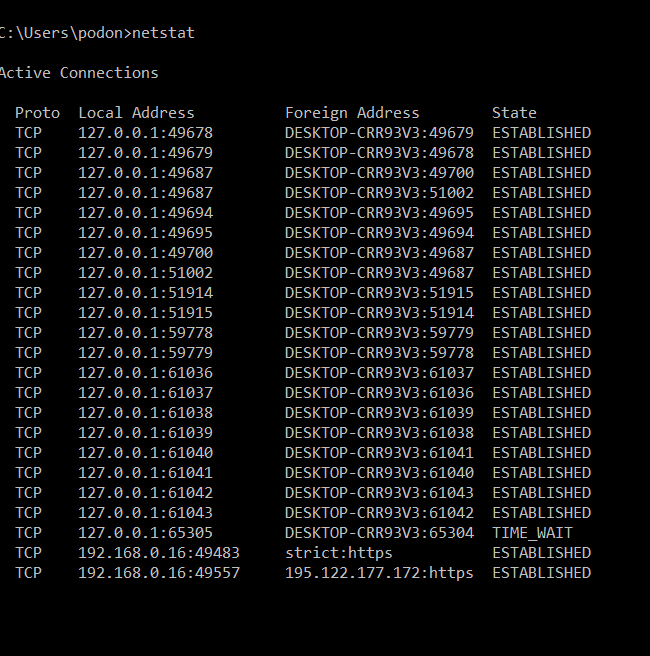 C:\Users\podon>netstat
Active Connections
Proto Local Address Foreign Address State
TCP 127.0.0.1:49678 DESKTOP-CRR93V3:49679 ESTABLISHED
TCP 127.0.0.1:49679 DESKTOP-CRR93V3:49678 ESTABLISHED
TCP 127.0.0.1:49687 DESKTOP-CRR93V3:49700 ESTABLISHED
TCP 127.0.0.1:49687 DESKTOP-CRR93V3:51002 ESTABLISHED
TCP 127.0.0.1:49694 DESKTOP-CRR93V3:49695 ESTABLISHED
TCP 127.0.0.1:49695 DESKTOP-CRR93V3:49694 ESTABLISHED
TCP 127.0.0.1:49700 DESKTOP-CRR93V3:49687 ESTABLISHED
TCP 127.0.0.1:51002 DESKTOP-CRR93V3:49687 ESTABLISHED
TCP 127.0.0.1:51914 DESKTOP-CRR93V3:51915 ESTABLISHED
TCP 127.0.0.1:51915 DESKTOP-CRR93V3:51914 ESTABLISHED
TCP 127.0.0.1:59778 DESKTOP-CRR93V3:59779 ESTABLISHED
TCP 127.0.0.1:59779 DESKTOP-CRR93V3:59778 ESTABLISHED
TCP 127.0.0.1:61036 DESKTOP-CRR93V3:61037 ESTABLISHED
TCP 127.0.0.1:61037 DESKTOP-CRR93V3:61036 ESTABLISHED
TCP 127.0.0.1:61038 DESKTOP-CRR93V3:61039 ESTABLISHED
TCP 127.0.0.1:61039 DESKTOP-CRR93V3:61038 ESTABLISHED
TCP 127.0.0.1:61040 DESKTOP-CRR93V3:61041 ESTABLISHED
TCP 127.0.0.1:61041 DESKTOP-CRR93V3:61040 ESTABLISHED
TCP 127.0.0.1:61042 DESKTOP-CRR93V3:61043 ESTABLISHED
TCP 127.0.0.1:61043 DESKTOP-CRR93V3:61042 ESTABLISHED
TCP 127.0.0.1:65305 DESKTOP-CRR93V3:65304 TIME_WAIT
TCP 192.168.0.16:49483 strict:https ESTABLISHED
TCP 192.168.0.16:49557 195.122.177.172:https ESTABLISHED